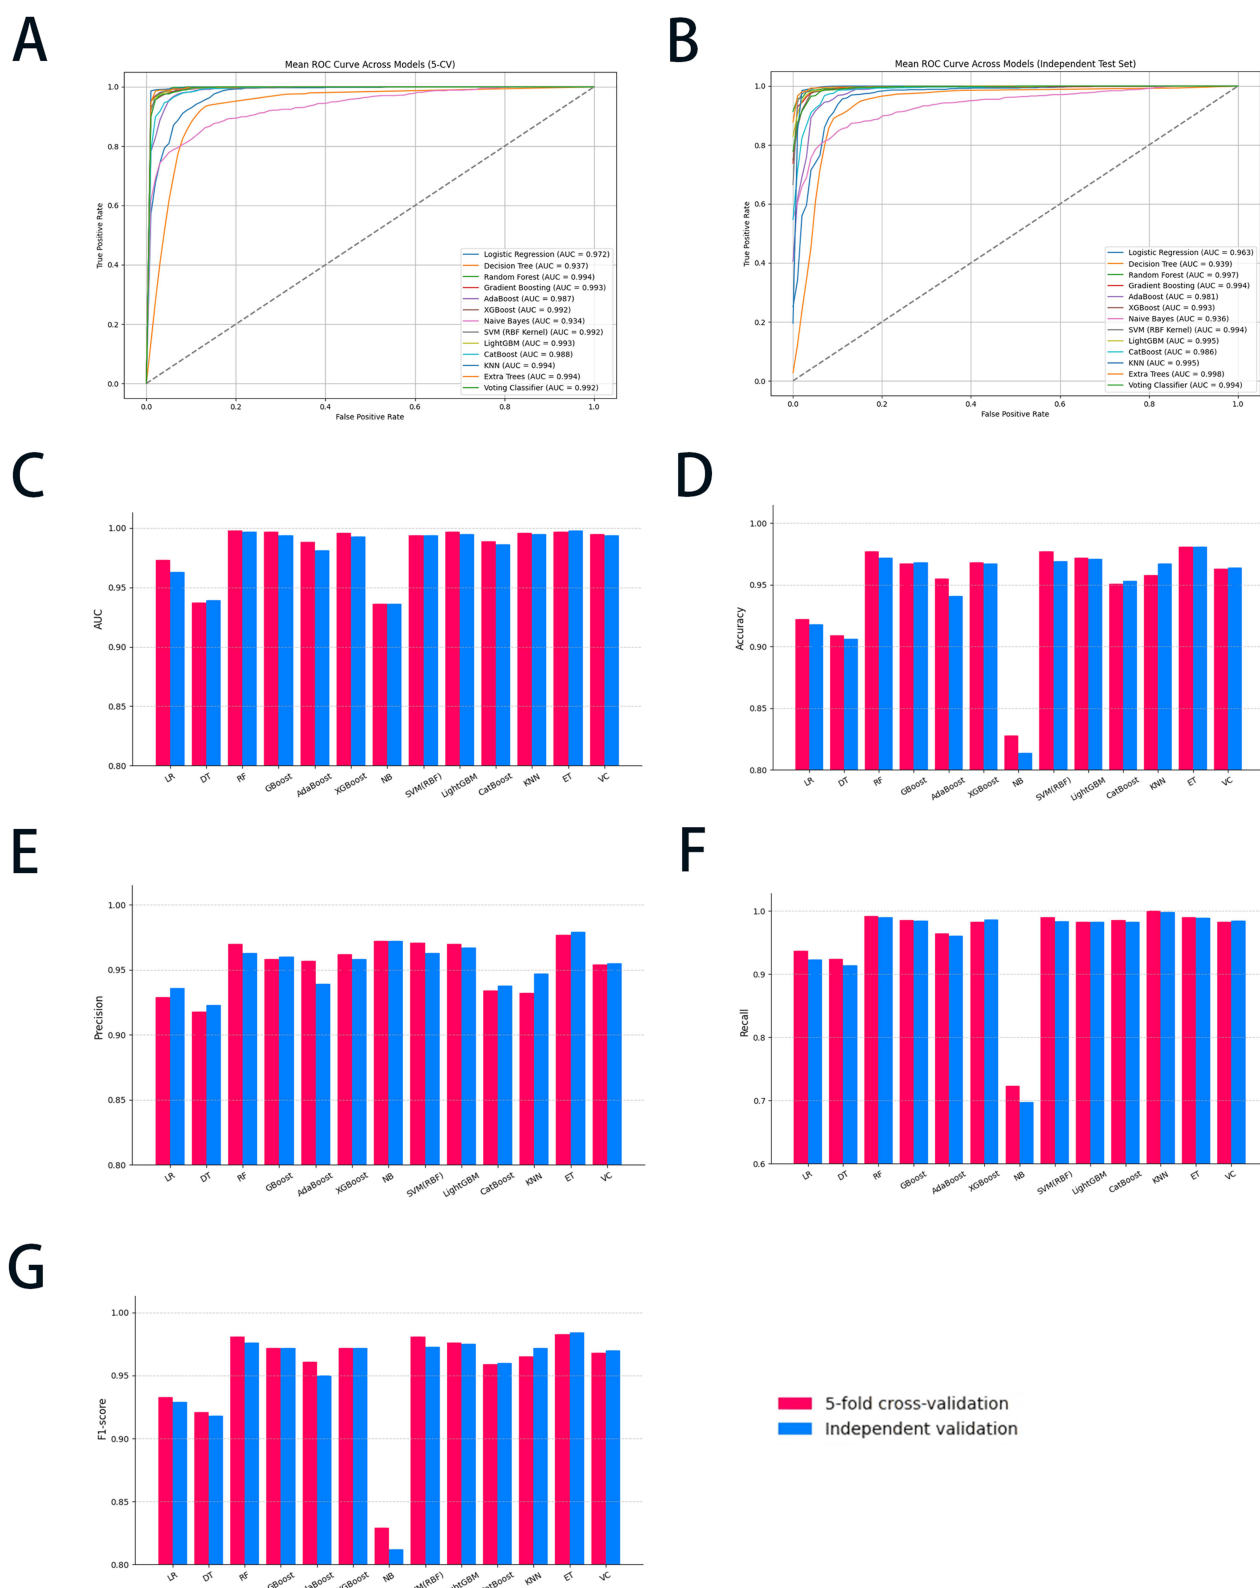 A
B
Mean ROC Curve Across Models (5-CV)
True Positive Rate
1.0
0.8
0.6
0.4
0.2
0.0
Logistic Regression (AUC = 0.972)
Decision Tree (AUC = 0.937)
Random Forest (AUC = 0.994)
Gradient Boosting (AUC = 0.993)
AdaBoost (AUC = 0.987)
XGBoost (AUC = 0.992)
Naive Bayes (AUC = 0.934)
SVM (RBF Kernel) (AUC = 0.992)
LightGBM (AUC = 0.993)
CatBoost (AUC = 0.988)
KNN (AUC = 0.994)
Extra Trees (AUC = 0.994)
Voting Classifier (AUC = 0.992)
0.0 0.2 0.4 0.6 0.8 1.0
False Positive Rate
Mean ROC Curve Across Models (Independent Test Set)
True Positive Rate
1.0
0.8
0.6
0.4
0.2
0.0
Logistic Regression (AUC = 0.963)
Decision Tree (AUC = 0.939)
Random Forest (AUC = 0.997)
Gradient Boosting (AUC = 0.994)
AdaBoost (AUC = 0.981)
XGBoost (AUC = 0.993)
Naive Bayes (AUC = 0.936)
SVM (RBF Kernel) (AUC = 0.994)
LightGBM (AUC = 0.995)
CatBoost (AUC = 0.986)
KNN (AUC = 0.995)
Extra Trees (AUC = 0.998)
Voting Classifier (AUC = 0.994)
0.0 0.2 0.4 0.6 0.8 1.0
False Positive Rate
C
AUC
1.00
0.95
0.90
0.85
0.80
LR DT RF GBoost AdaBoost XGBoost NB SVM(RBF) LightGBM CatBoost KNN ET VC
D
Accuracy
1.00
0.95
0.90
0.85
0.80
LR DT RF GBoost AdaBoost XGBoost NB SVM(RBF) LightGBM CatBoost KNN ET VC
E
Precision
1.00
0.95
0.90
0.85
0.80
LR DT RF GBoost AdaBoost XGBoost NB SVM(RBF) LightGBM CatBoost KNN ET VC
F
Recall
1.0
0.9
0.8
0.7
0.6
LR DT RF GBoost AdaBoost XGBoost NB SVM(RBF) LightGBM CatBoost KNN ET VC
G
F1-score
1.00
0.95
0.90
0.85
0.80
LR DT RF NB KNN ET VC
5-fold cross-validation
Independent validation